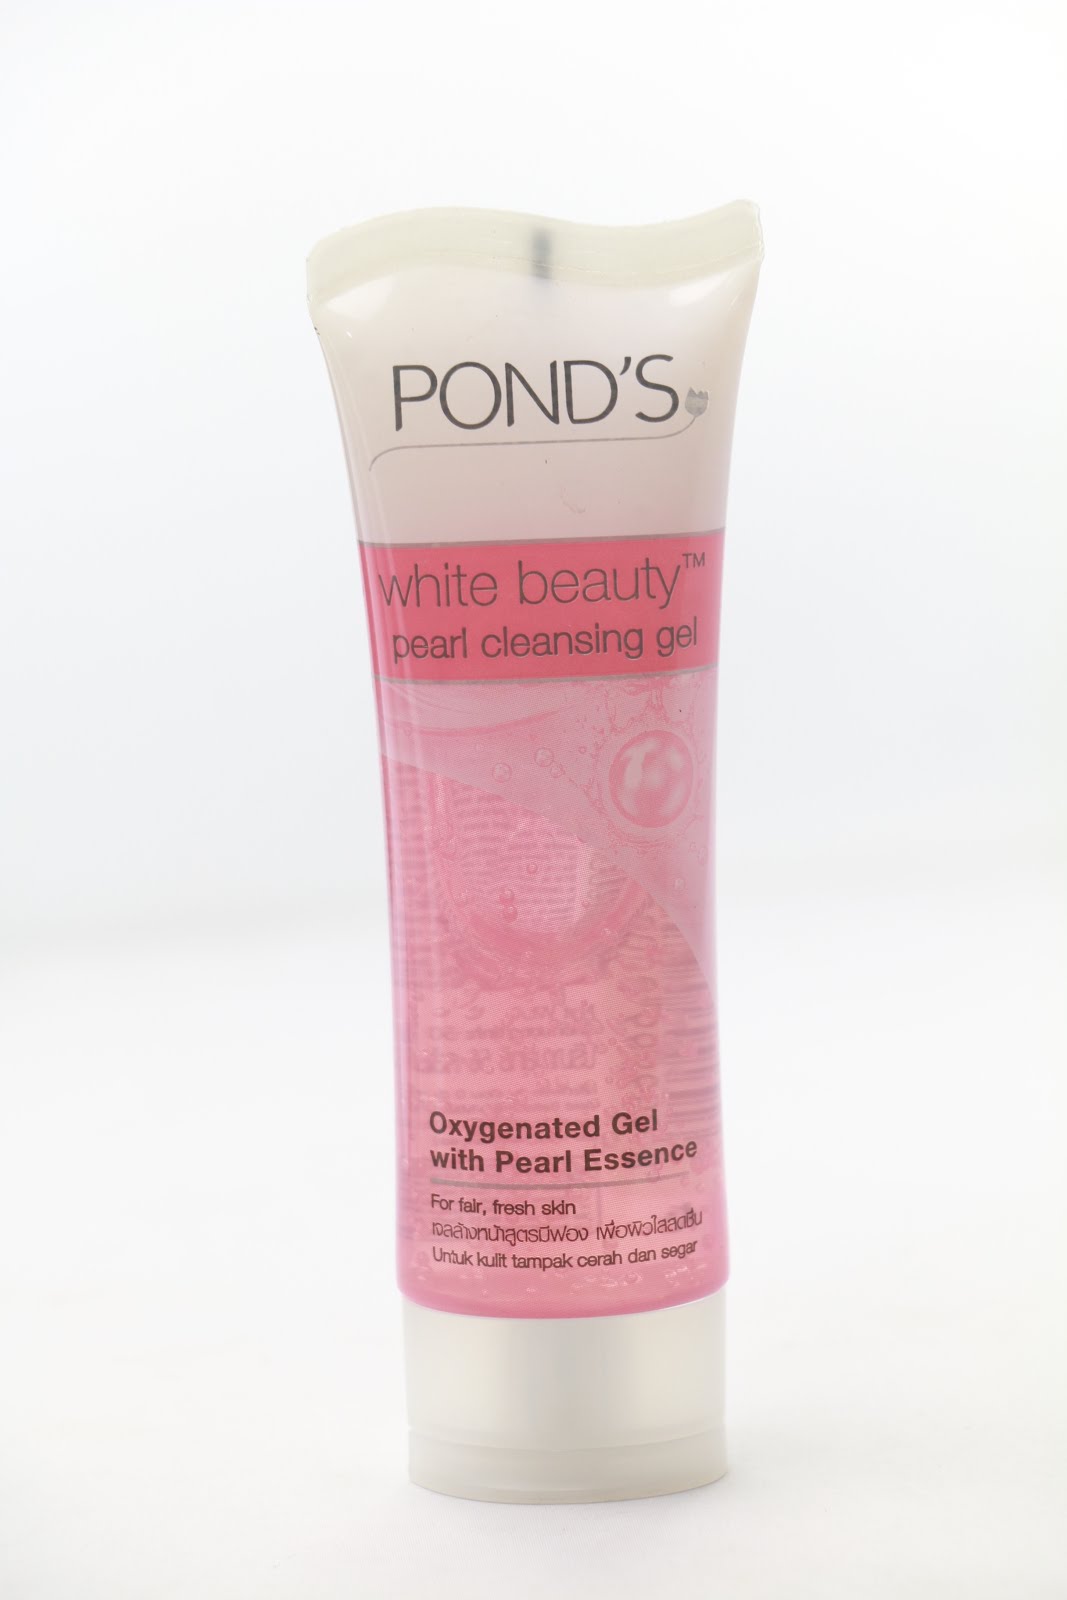 POND'S
white beauty™
pearl cleansing gel
Oxygenated Gel
with Pearl Essence
For fair, fresh skin
เจลล้างหน้าสูตรมีฟอง เพื่อผิวใสสดชื่น
Untuk kulit tampak cerah dan segar